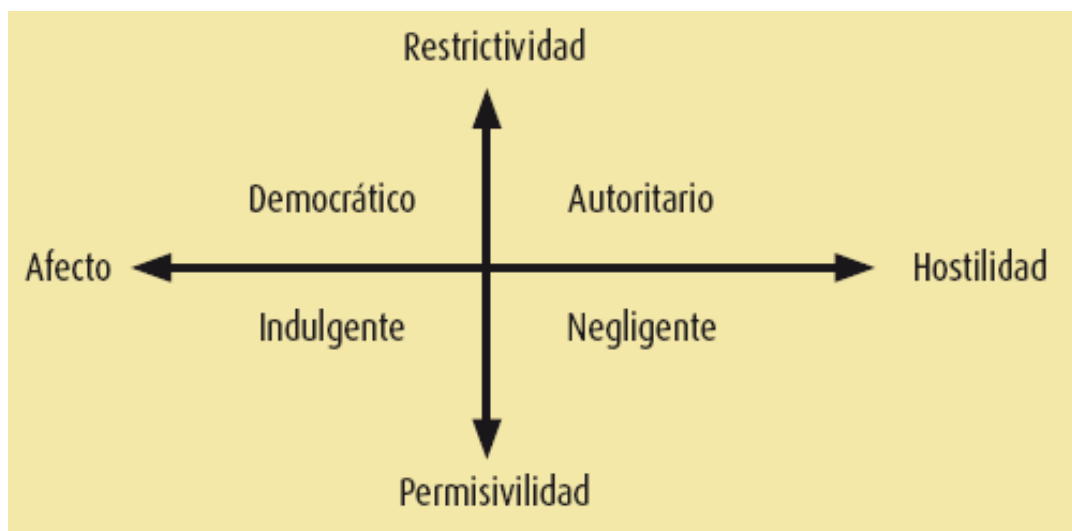 Restrictividad
Democrático Autoritario
Afecto Hostilidad
Indulgente Negligente
Permisivilidad